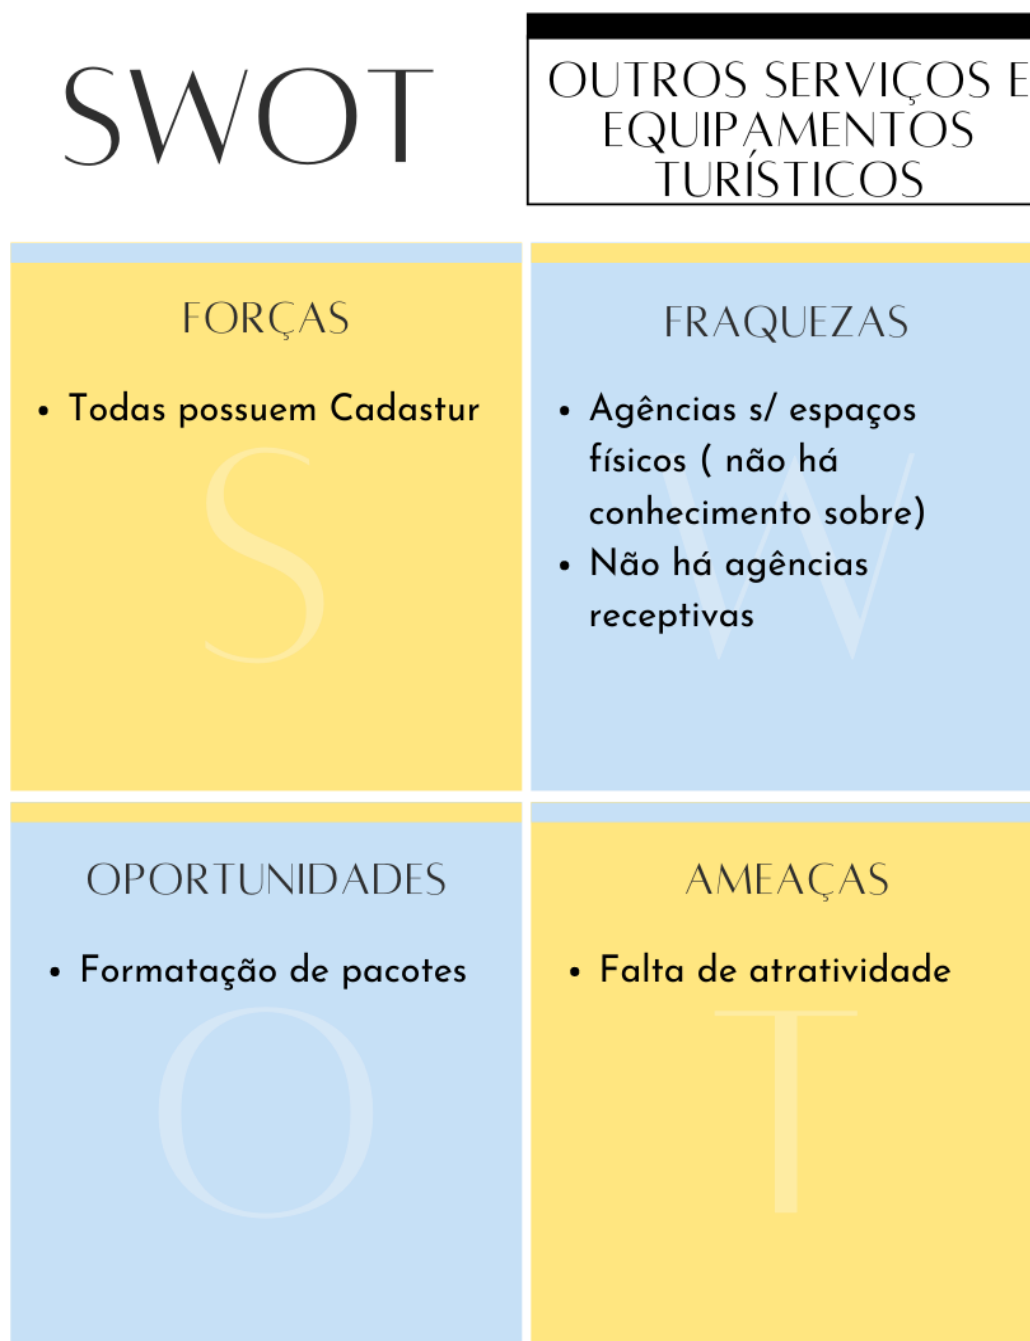 SWOT
OUTROS SERVIÇOS E
EQUIPAMENTOS
TURÍSTICOS
FORÇAS
• Todas possuem Cadastur
S
FRAQUEZAS
• Agências s/ espaços
físicos ( não há
conhecimento sobre)
• Não há agências
receptivas
W
OPORTUNIDADES
• Formatação de pacotes
O
AMEAÇAS
• Falta de atratividade
T